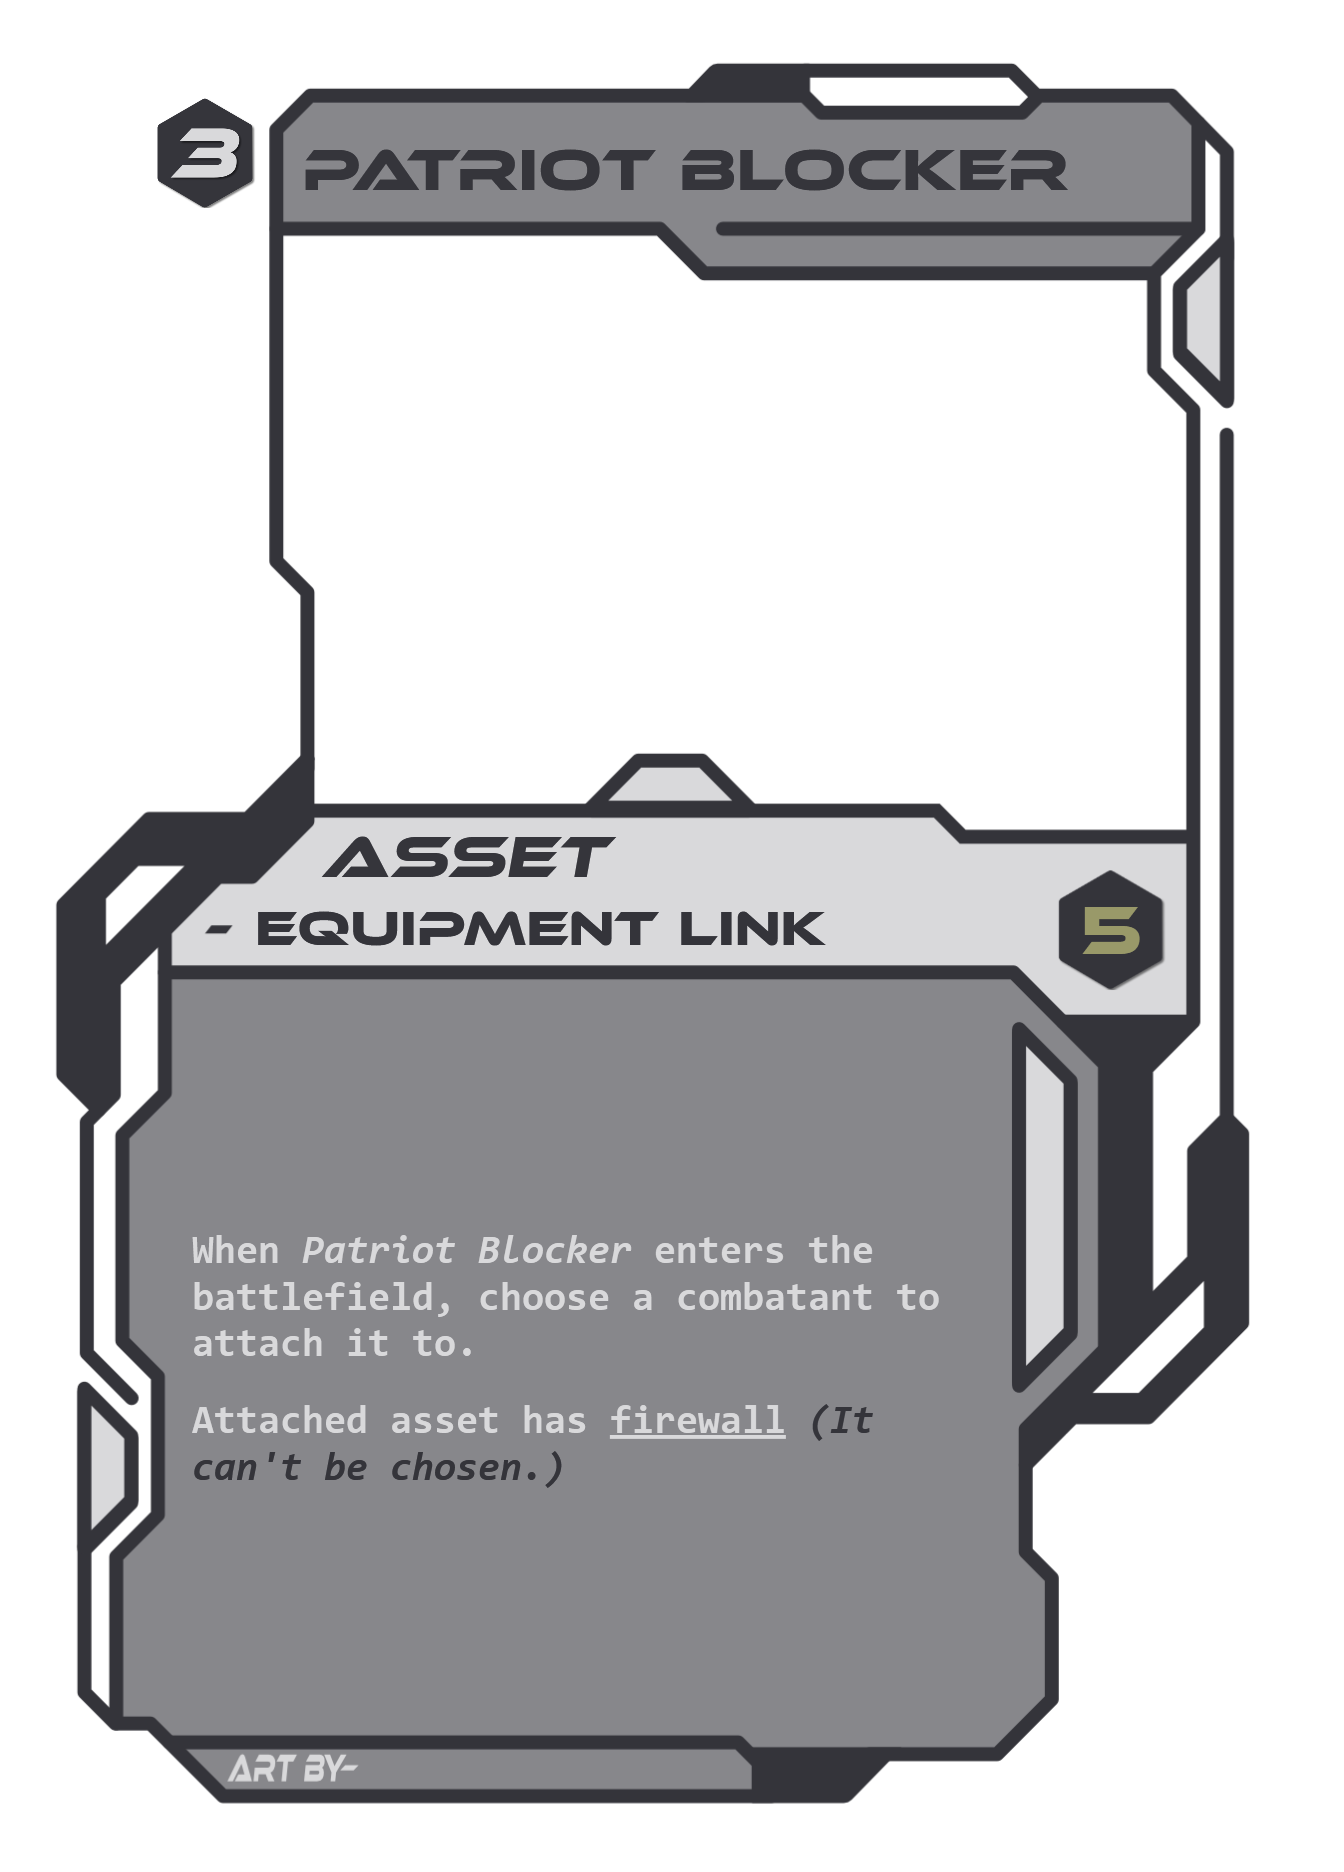 3
PATRIOT BLOCKER
ASSET
- EQUIPMENT LINK
5
When Patriot Blocker enters the
battlefield, choose a combatant to
attach it to.
Attached asset has firewall (It
can't be chosen.)
ART BY-